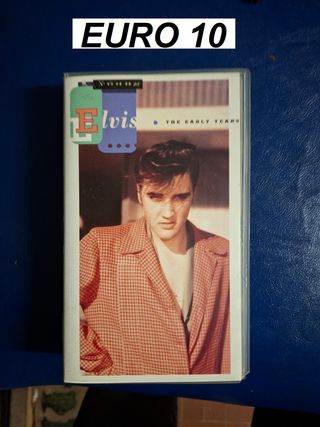 EURO 10
Young
Elvis
THE EARLY YEARS